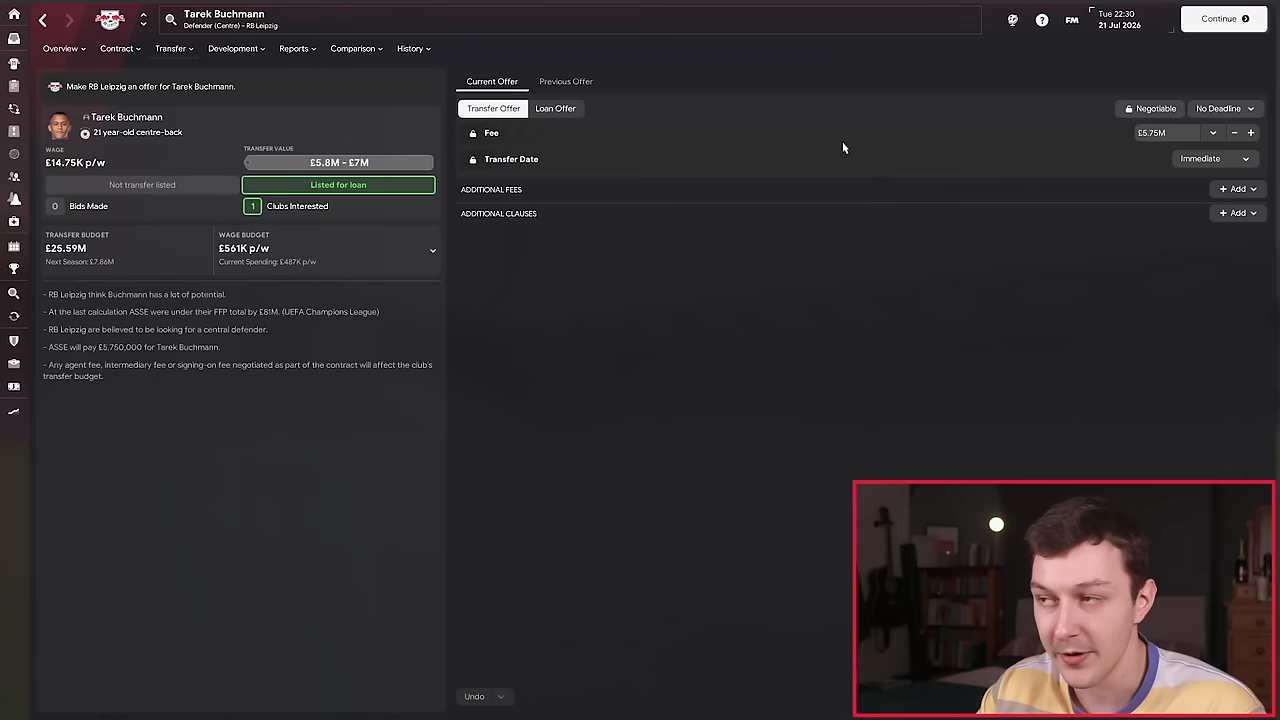 Tarek Buchmann
Defender (Centre) - RB Leipzig
FM
Tue 22:30
21 Jul 2026
Continue
Overview
Contract
Transfer
Development
Reports
Comparison
History
Make RB Leipzig an offer for Tarek Buchmann.
Tarek Buchmann
21 year-old centre-back
WAGE
£14.75K p/w
TRANSFER VALUE
£5.8M - £7M
Not transfer listed
Listed for loan
0 Bids Made
1 Clubs Interested
TRANSFER BUDGET
£25.59M
Next Season: £7.86M
WAGE BUDGET
£561K p/w
Current Spending: £487K p/w
- RB Leipzig think Buchmann has a lot of potential.
- At the last calculation ASSE were under their FFP total by £81M. (UEFA Champions League)
- RB Leipzig are believed to be looking for a central defender.
- ASSE will pay £5,750,000 for Tarek Buchmann.
- Any agent fee, intermediary fee or signing-on fee negotiated as part of the contract will affect the club's
transfer budget.
Current Offer
Previous Offer
Transfer Offer
Loan Offer
Negotiable
No Deadline
Fee
£5.75M
Transfer Date
Immediate
ADDITIONAL FEES
+ Add
ADDITIONAL CLAUSES
+ Add
Undo